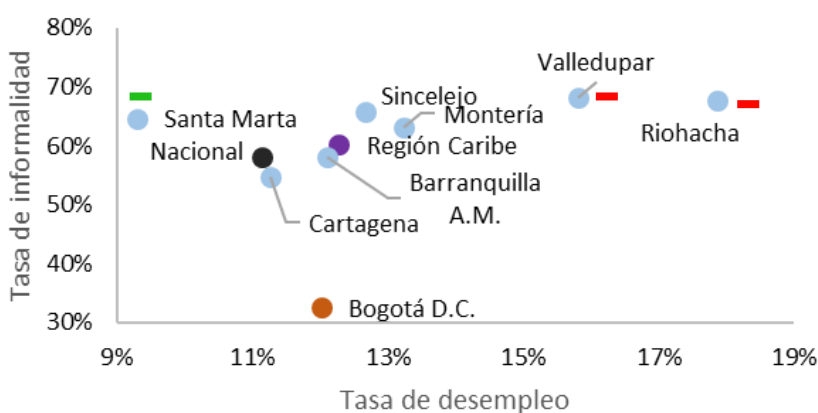 80%
Valledupar
70%
Sincelejo
Santa Marta
Montería
Riohacha
60%
Nacional
Región Caribe
Barranquilla
A.M.
50%
Cartagena
40%
Bogotá D.C.
30%
9%
11%
13%
15%
17%
19%
Tasa de informalidad
Tasa de desempleo